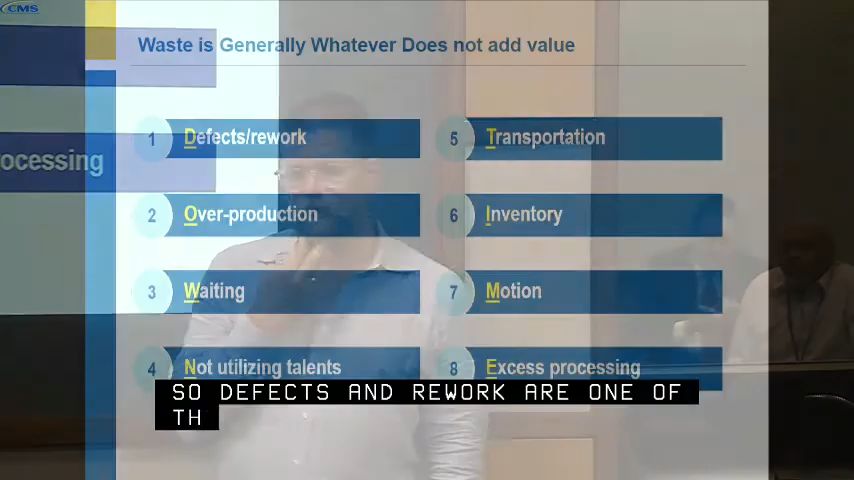 CMS
Waste is Generally Whatever Does not add value
ocessing
1 Defects/rework
2 Over-production
3 Waiting
4 Not utilizing talents
5 Transportation
6 Inventory
7 Motion
8 Excess processing
SO DEFECTS AND REWORK ARE ONE OF
TH